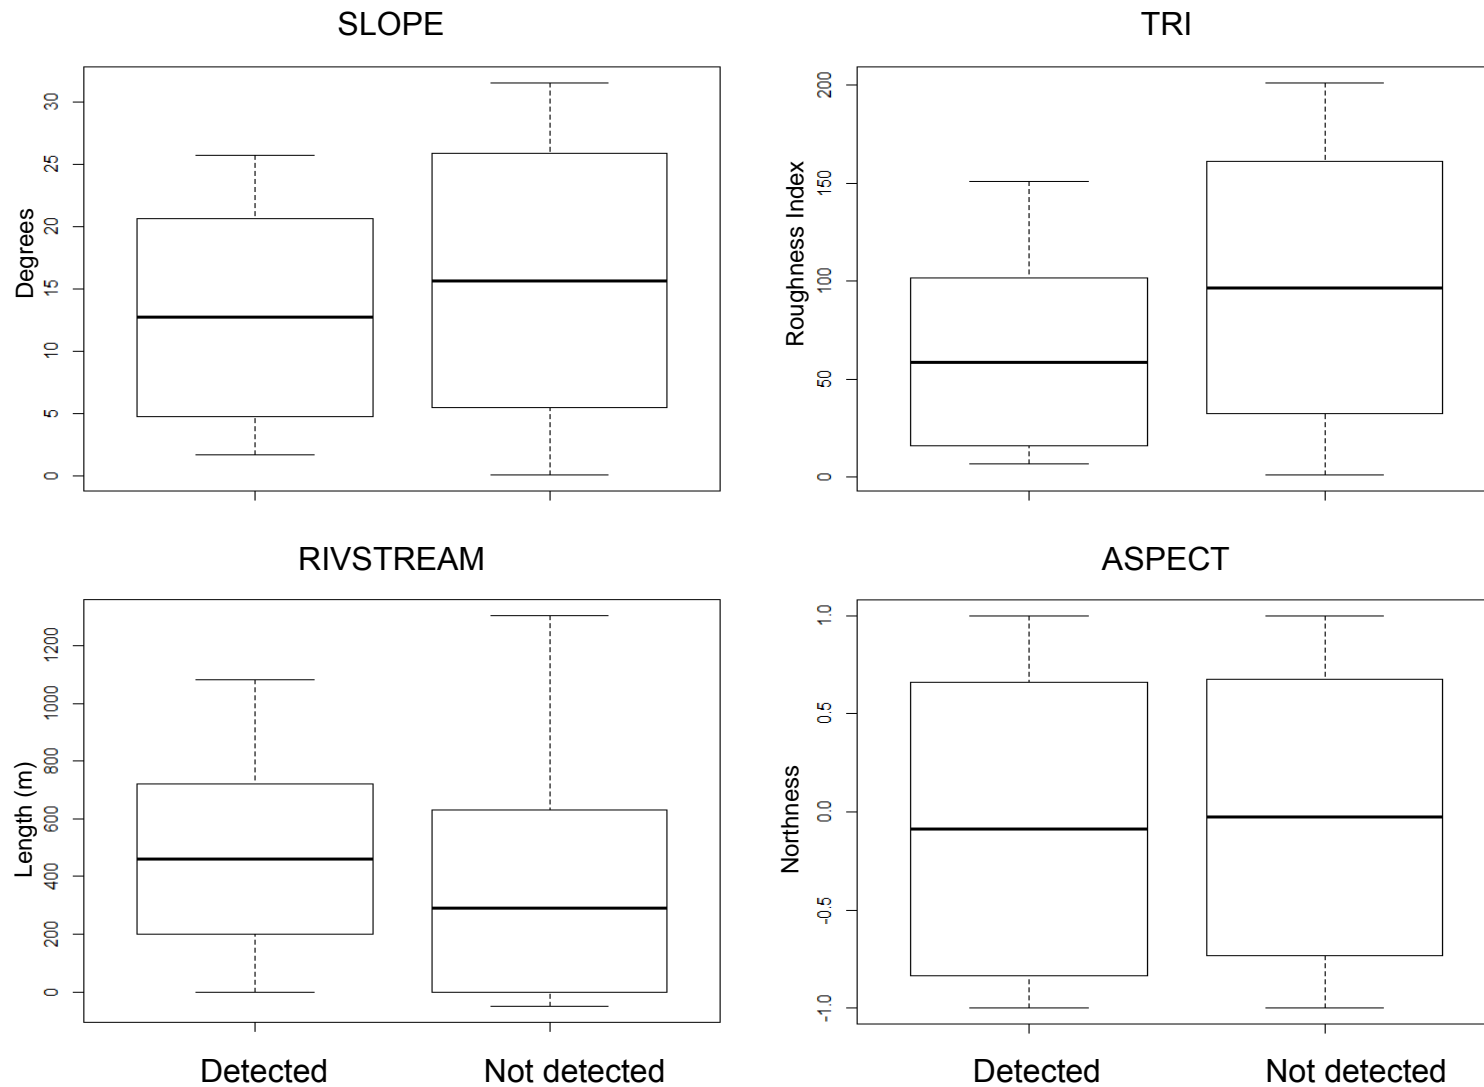 SLOPE
TRI
Degrees
0 5 10 15 20 25 30
Roughness Index
0 50 100 150 200
RIVSTREAM
ASPECT
Length (m)
0 200 400 600 800 1000 1200
Northness
-1.0 -0.5 0.0 0.5 1.0
Detected Not detected
Detected Not detected